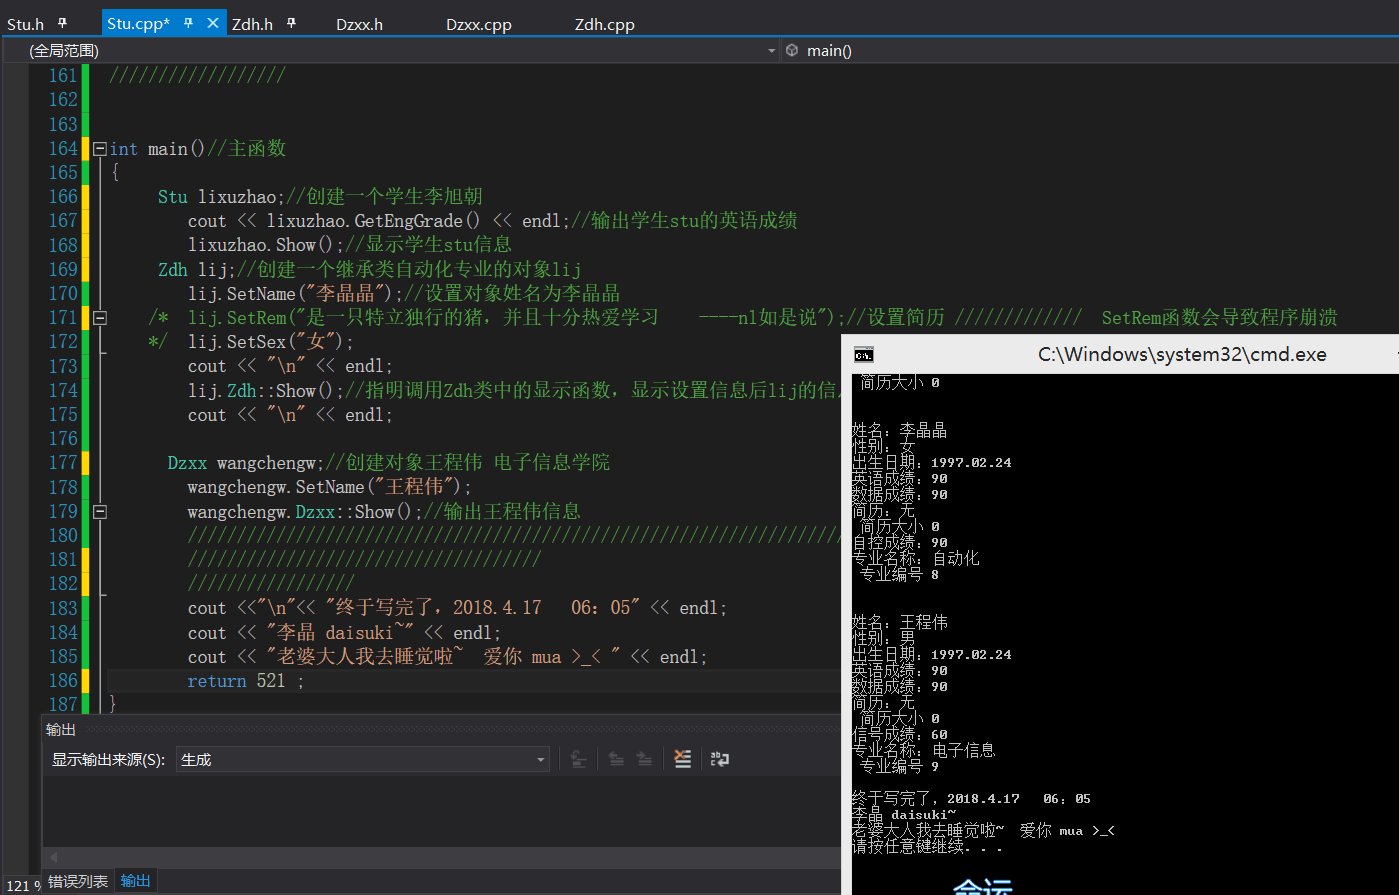 Stu.h
Stu.cpp*
Zdh.h
Dzxx.h
Dzxx.cpp
Zdh.cpp
(全局范围)
main()
161 //////////////////
162
163
164 int main()//主函数
165 {
166 Stu lixuzhao;//创建一个学生李旭朝
167 cout << lixuzhao.GetEngGrade() << endl;//输出学生stu的英语成绩
168 lixuzhao.Show();//显示学生stu信息
169 Zdh lij;//创建一个继承类自动化专业的对象lij
170 lij.SetName("李晶晶");//设置对象姓名为李晶晶
171 /* lij.SetRem("是一只特立独行的猪，并且十分热爱学习 ----nl如是说");//设置简历 ///////////// SetRem函数会导致程序崩溃
172 */ lij.SetSex("女");
173 cout << "\n" << endl;
174 lij.Zdh::Show();//指明调用Zdh类中的显示函数，显示设置信息后lij的信
175 cout << "\n" << endl;
176
177 Dzxx wangchengw;//创建对象王程伟 电子信息学院
178 wangchengw.SetName("王程伟");
179 wangchengw.Dzxx::Show();//输出王程伟信息
180 ///////////////////////////////////////////////////////////////////
181 ////////////////////////////////////
182 /////////////////
183 cout <<"\n"<< "终于写完了，2018.4.17 06：05" << endl;
184 cout << "李晶 daisuki~" << endl;
185 cout << "老婆大人我去睡觉啦~ 爱你 mua >_< " << endl;
186 return 521 ;
187 }
输出
显示输出来源(S): 生成
121 %
错误列表 输出
C:\Windows\system32\cmd.exe
简历大小 0
姓名：李晶晶
性别：女
出生日期：1997.02.24
英语成绩：90
数据成绩：90
简历：无
简历大小 0
自控成绩：90
专业名称：自动化
专业编号 8
姓名：王程伟
性别：男
出生日期：1997.02.24
英语成绩：90
数据成绩：90
简历：无
简历大小 0
信号成绩：60
专业名称：电子信息
专业编号 9
终于写完了，2018.4.17 06：05
李晶 daisuki~
老婆大人我去睡觉啦~ 爱你 mua >_<
请按任意键继续. . .
命运